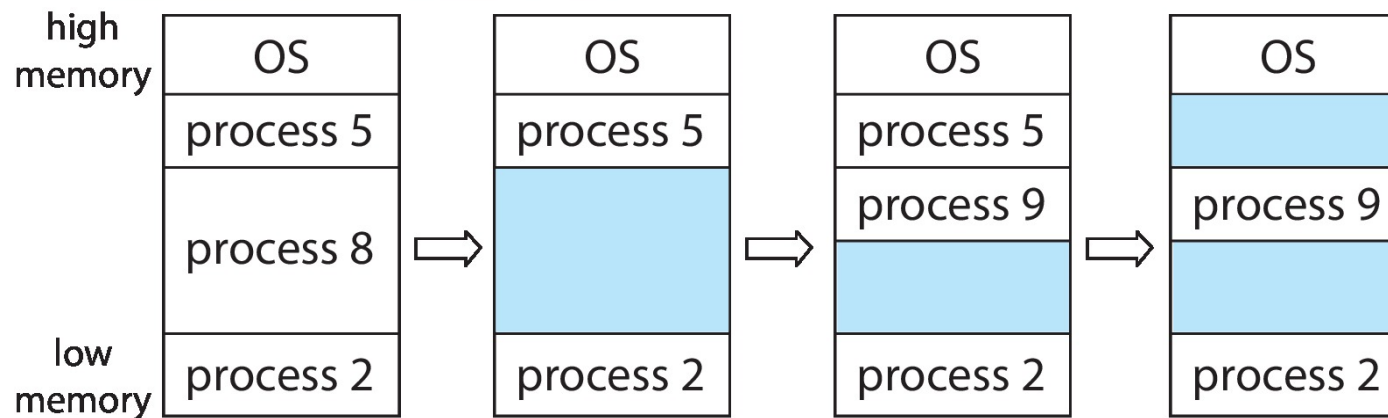 high
memory
OS
process 5
process 8
low
memory
process 2
OS
process 5
process 2
OS
process 5
process 9
process 2
OS
process 9
process 2